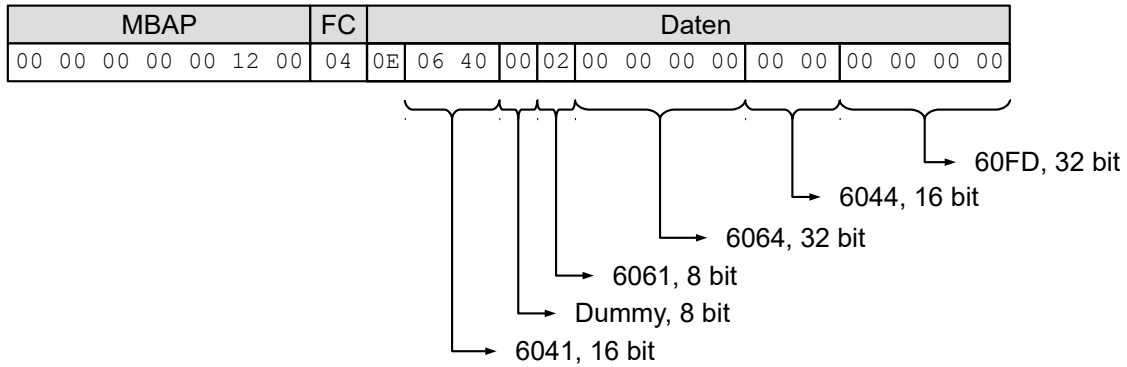 MBAP FC Daten
00 00 00 00 00 12 00 04 0E 06 40 00 02 00 00 00 00 00 00 00 00 00 00
60FD, 32 bit
6044, 16 bit
6064, 32 bit
6061, 8 bit
Dummy, 8 bit
6041, 16 bit